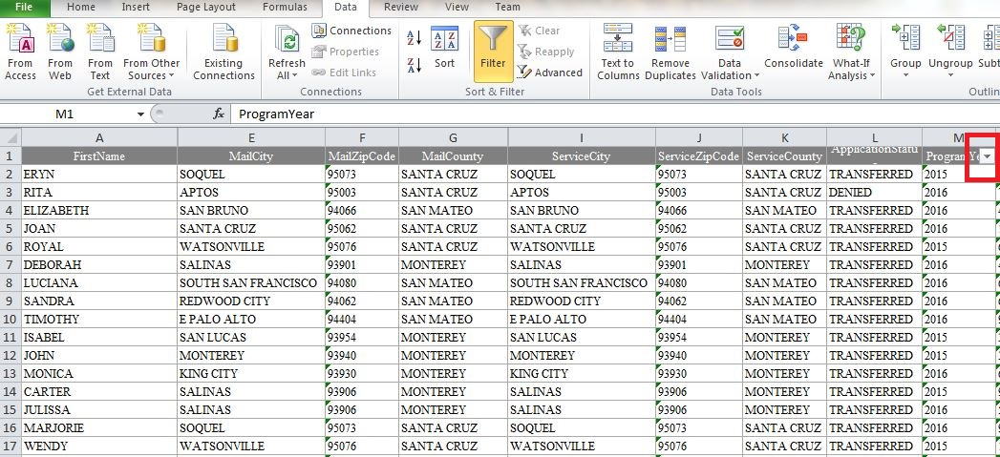 File Home Insert Page Layout Formulas Data Review View Team
From Access From Web From Text From Other Sources Existing Connections Refresh All Connections Properties Edit Links Sort Filter Clear Reapply Advanced Text to Columns Remove Duplicates Data Validation Consolidate What-If Analysis Group Ungroup Subt
Get External Data Connections Sort & Filter Data Tools Outlin
M1 fx ProgramYear
A E F G I J K L M
1 FirstName MailCity MailZipCode MailCounty ServiceCity ServiceZipCode ServiceCounty ApplicationStatu ProgramYe
2 ERYN SOQUEL 95073 SANTA CRUZ SOQUEL 95073 SANTA CRUZ TRANSFERRED 2015
3 RITA APTOS 95003 SANTA CRUZ APTOS 95003 SANTA CRUZ DENIED 2016
4 ELIZABETH SAN BRUNO 94066 SAN MATEO SAN BRUNO 94066 SAN MATEO TRANSFERRED 2016
5 JOAN SANTA CRUZ 95062 SANTA CRUZ SANTA CRUZ 95062 SANTA CRUZ TRANSFERRED 2016
6 ROYAL WATSONVILLE 95076 SANTA CRUZ WATSONVILLE 95076 SANTA CRUZ TRANSFERRED 2015
7 DEBORAH SALINAS 93901 MONTEREY SALINAS 93901 MONTEREY TRANSFERRED 2016
8 LUCIANA SOUTH SAN FRANCISCO 94080 SAN MATEO SOUTH SAN FRANCISCO 94080 SAN MATEO TRANSFERRED 2016
9 SANDRA REDWOOD CITY 94062 SAN MATEO REDWOOD CITY 94062 SAN MATEO TRANSFERRED 2016
10 TIMOTHY E PALO ALTO 94404 SAN MATEO E PALO ALTO 94404 SAN MATEO TRANSFERRED 2016
11 ISABEL SAN LUCAS 93954 MONTEREY SAN LUCAS 93954 MONTEREY TRANSFERRED 2015
12 JOHN MONTEREY 93940 MONTEREY MONTEREY 93940 MONTEREY TRANSFERRED 2015
13 MONICA KING CITY 93930 MONTEREY KING CITY 93930 MONTEREY TRANSFERRED 2016
14 CARTER SALINAS 93906 MONTEREY SALINAS 93906 MONTEREY TRANSFERRED 2015
15 JULISSA SALINAS 93906 MONTEREY SALINAS 93906 MONTEREY TRANSFERRED 2016
16 MARJORIE SOQUEL 95073 SANTA CRUZ SOQUEL 95073 SANTA CRUZ TRANSFERRED 2016
17 WENDY WATSONVILLE 95076 SANTA CRUZ WATSONVILLE 95076 SANTA CRUZ TRANSFERRED 2015